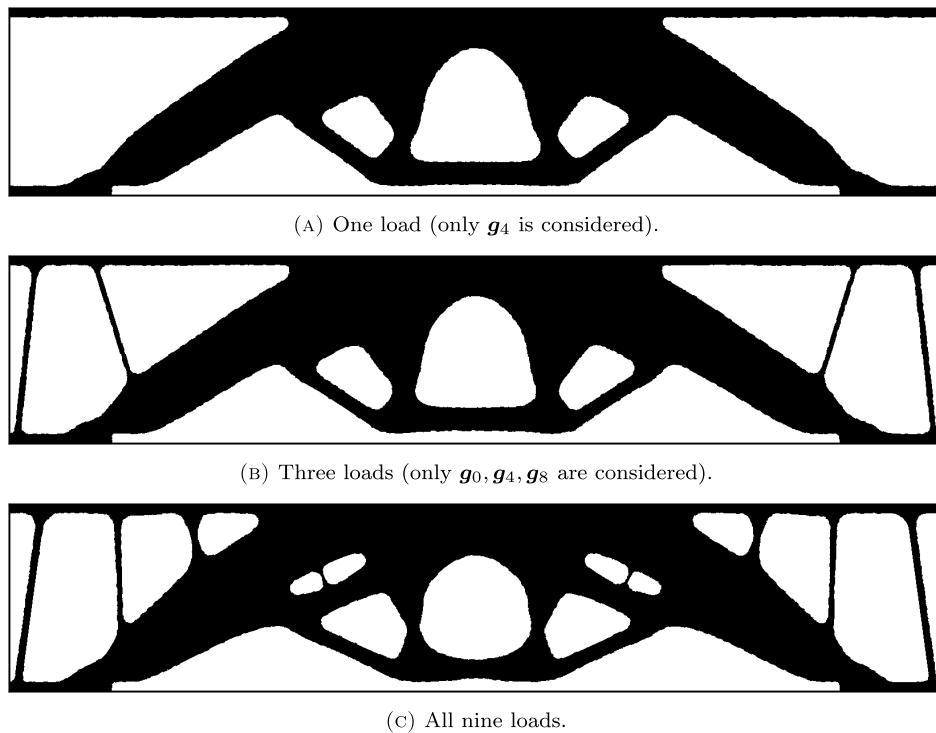 (A) One load (only g₄ is considered).
(B) Three loads (only g₀, g₄, g₈ are considered).
(C) All nine loads.